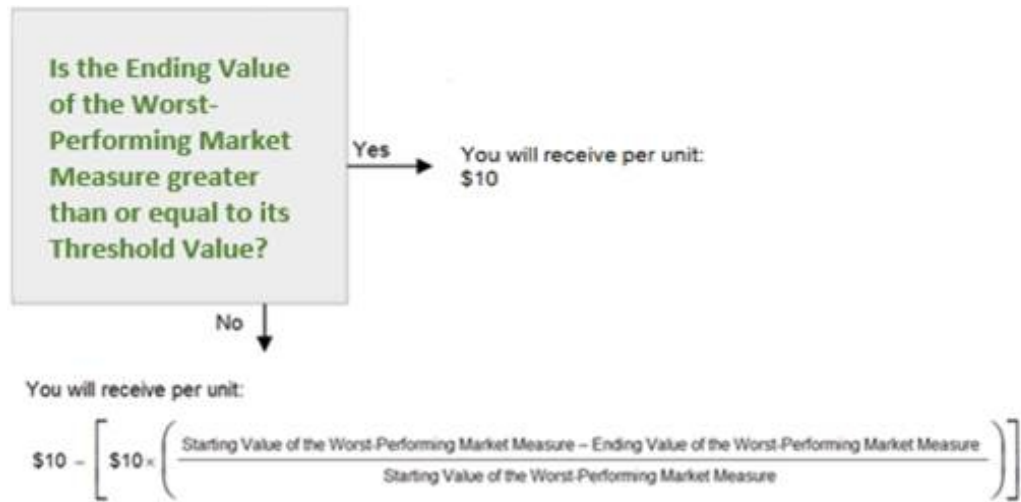 Is the Ending Value
of the Worst-
Performing Market
Measure greater
than or equal to its
Threshold Value?
Yes
You will receive per unit:
$10
No
You will receive per unit:
$10 – [ $10 × ( Starting Value of the Worst-Performing Market Measure – Ending Value of the Worst-Performing Market Measure
Starting Value of the Worst-Performing Market Measure ) ]